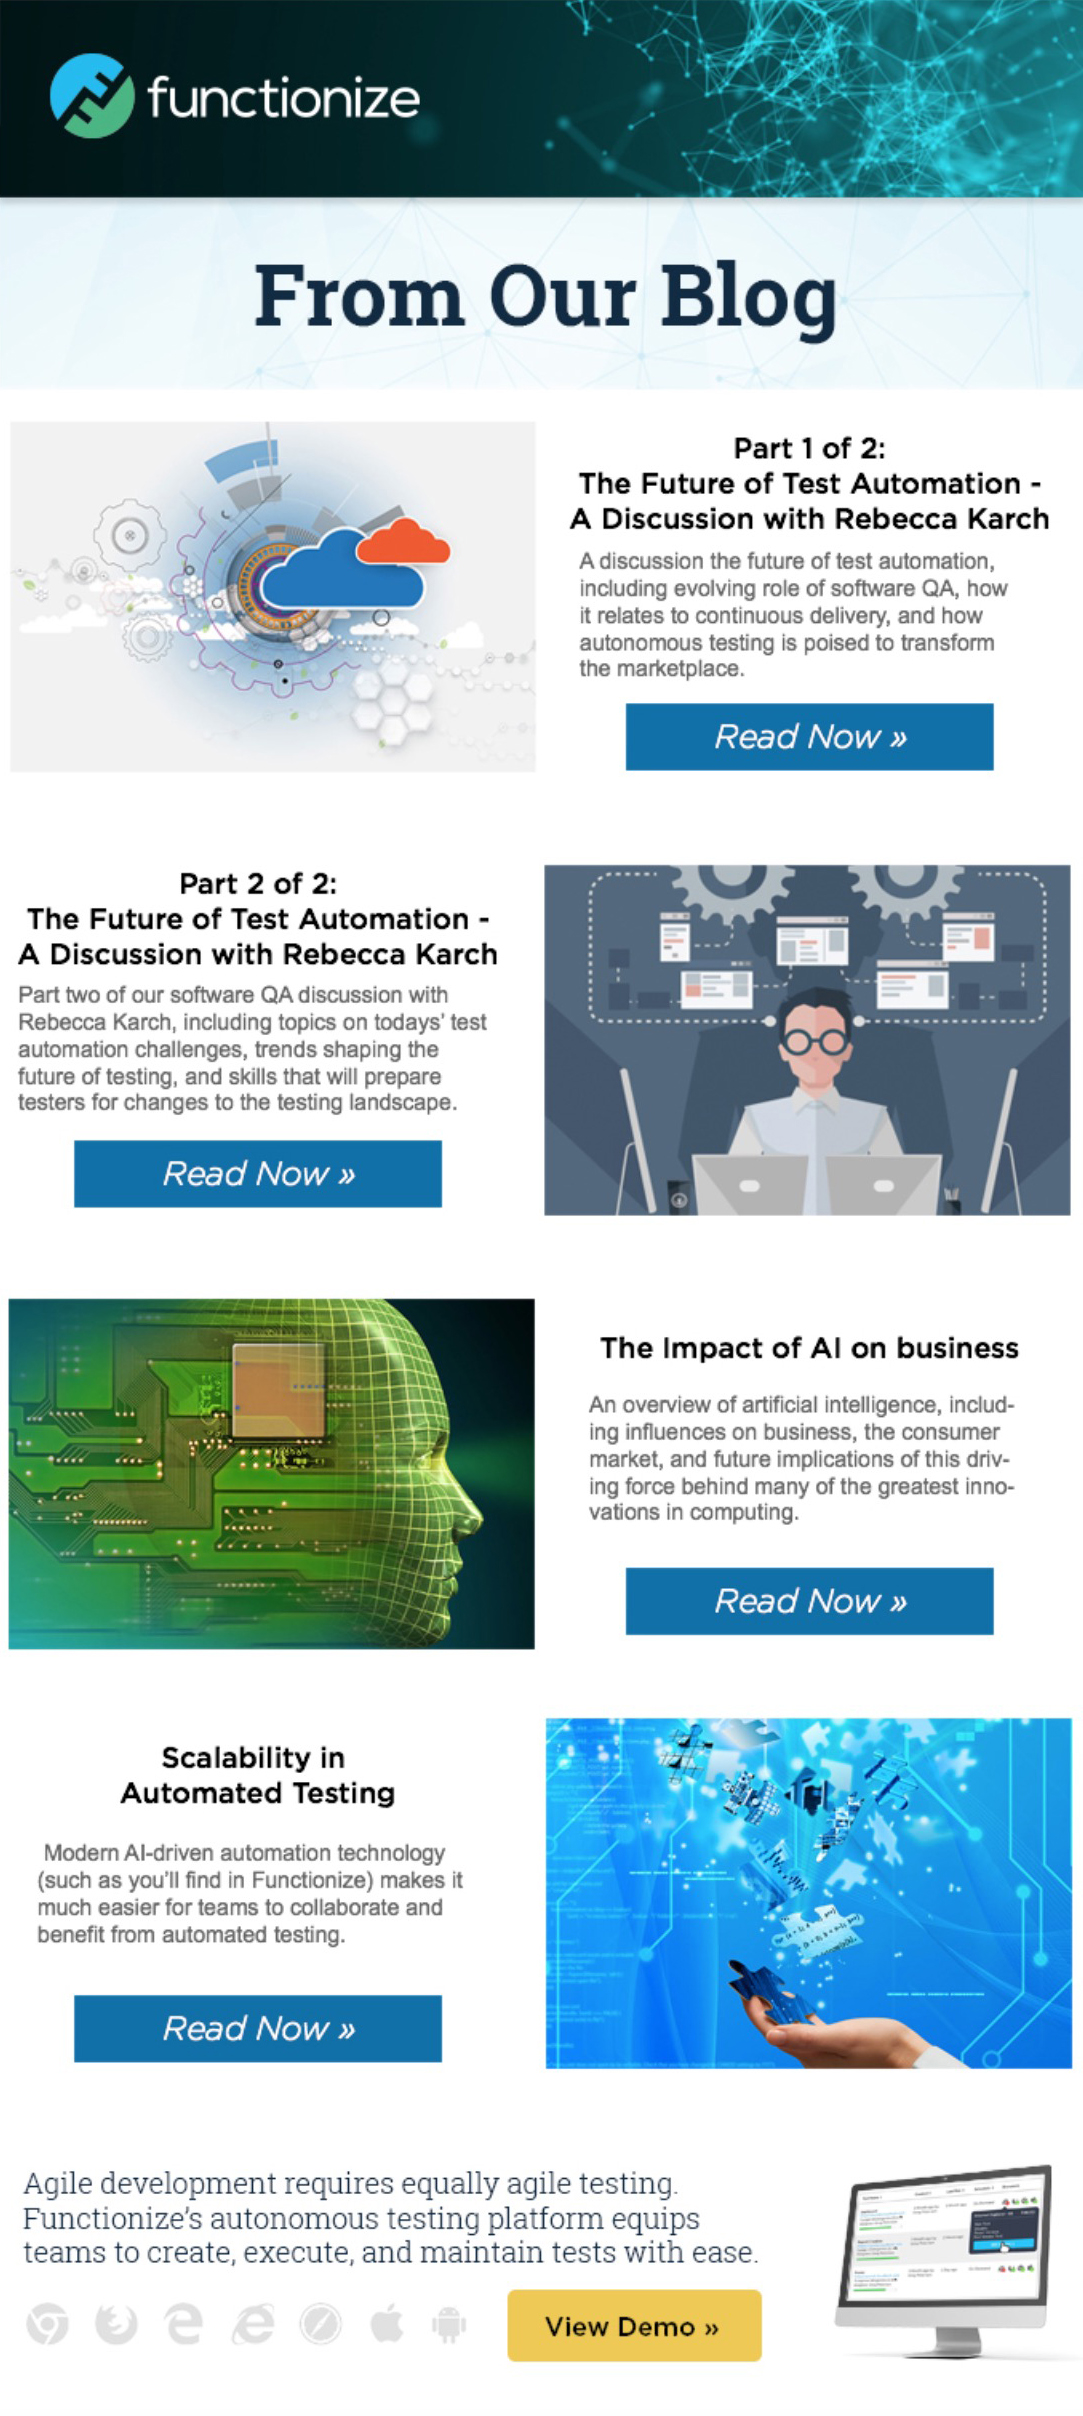 functionize
From Our Blog
Part 1 of 2:
The Future of Test Automation -
A Discussion with Rebecca Karch
A discussion the future of test automation,
including evolving role of software QA, how
it relates to continuous delivery, and how
autonomous testing is poised to transform
the marketplace.
Read Now »
Part 2 of 2:
The Future of Test Automation -
A Discussion with Rebecca Karch
Part two of our software QA discussion with
Rebecca Karch, including topics on todays' test
automation challenges, trends shaping the
future of testing, and skills that will prepare
testers for changes to the testing landscape.
Read Now »
The Impact of AI on business
An overview of artificial intelligence, includ-
ing influences on business, the consumer
market, and future implications of this driv-
ing force behind many of the greatest inno-
vations in computing.
Read Now »
Scalability in
Automated Testing
Modern AI-driven automation technology
(such as you'll find in Functionize) makes it
much easier for teams to collaborate and
benefit from automated testing.
Read Now »
Agile development requires equally agile testing.
Functionize's autonomous testing platform equips
teams to create, execute, and maintain tests with ease.
View Demo »